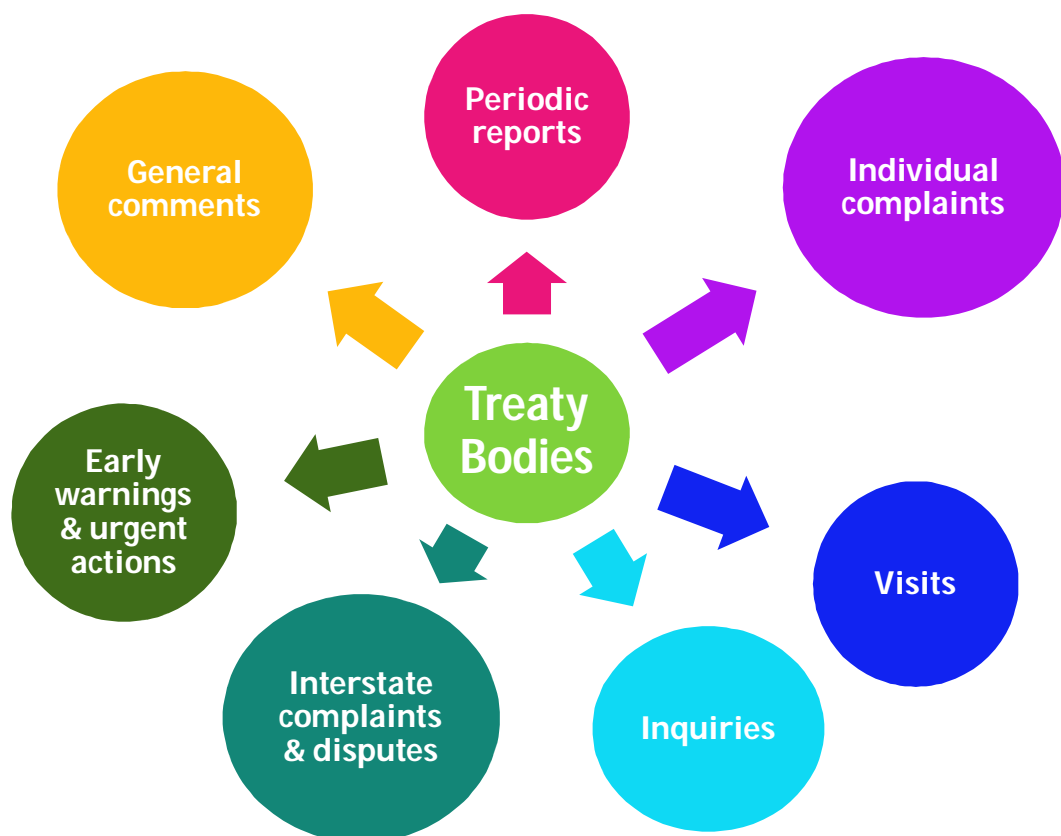 Periodic
reports
General
comments
Individual
complaints
Treaty
Bodies
Early
warnings
& urgent
actions
Visits
Interstate
complaints
& disputes
Inquiries